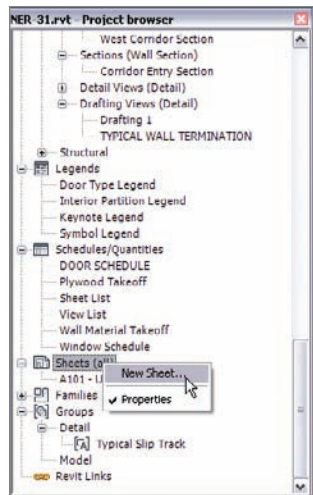 NER-31.rvt - Project browser
West Corridor Section
Sections (Wall Section)
Corridor Entry Section
Detail Views (Detail)
Drafting Views (Detail)
Drafting 1
TYPICAL WALL TERMINATION
Structural
Legends
Door Type Legend
Interior Partition Legend
Keynote Legend
Symbol Legend
Schedules/Quantities
DOOR SCHEDULE
Plywood Takeoff
Sheet List
View List
Wall Material Takeoff
Window Schedule
Sheets (all)
New Sheet...
A101 - U
Properties
Families
Groups
Detail
Typical Slip Track
Model
Revit Links